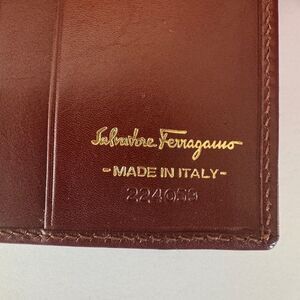 Salvatore Ferragamo
-MADE IN ITALY-
224059